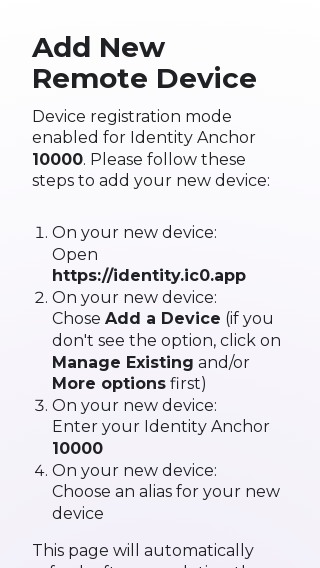 Add New
Remote Device
Device registration mode
enabled for Identity Anchor
10000. Please follow these
steps to add your new device:
1. On your new device:
Open
https://identity.ic0.app
2. On your new device:
Chose Add a Device (if you
don't see the option, click on
Manage Existing and/or
More options first)
3. On your new device:
Enter your Identity Anchor
10000
4. On your new device:
Choose an alias for your new
device
This page will automatically